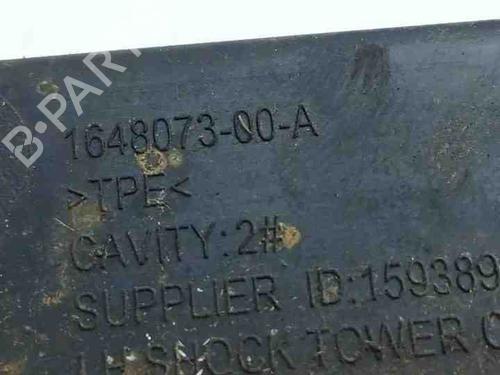 B-PARTS
1648073-00-A
>TPE<
CAVITY:2#
SUPPLIER ID:159389
LH SHOCK TOWER